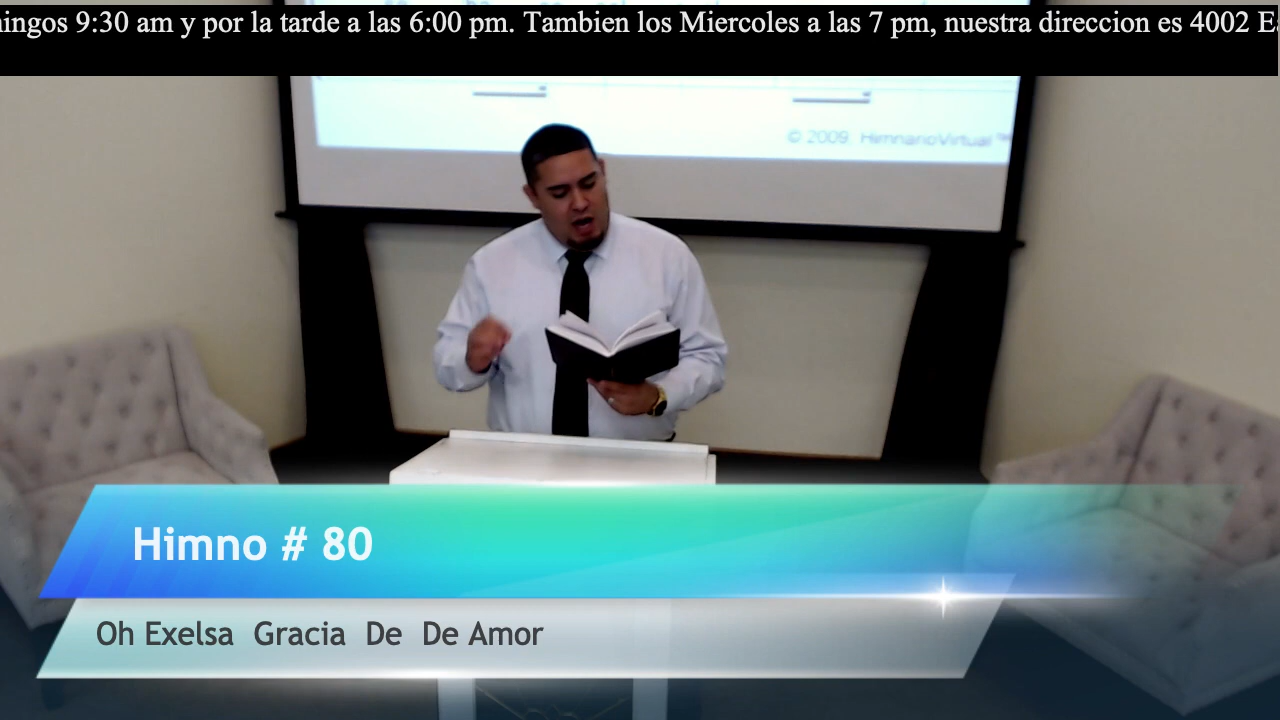 ingos 9:30 am y por la tarde a las 6:00 pm. Tambien los Miercoles a las 7 pm, nuestra direccion es 4002 E
© 2009 HimnarioVirtual
Himno # 80
Oh Exelsa Gracia De De Amor